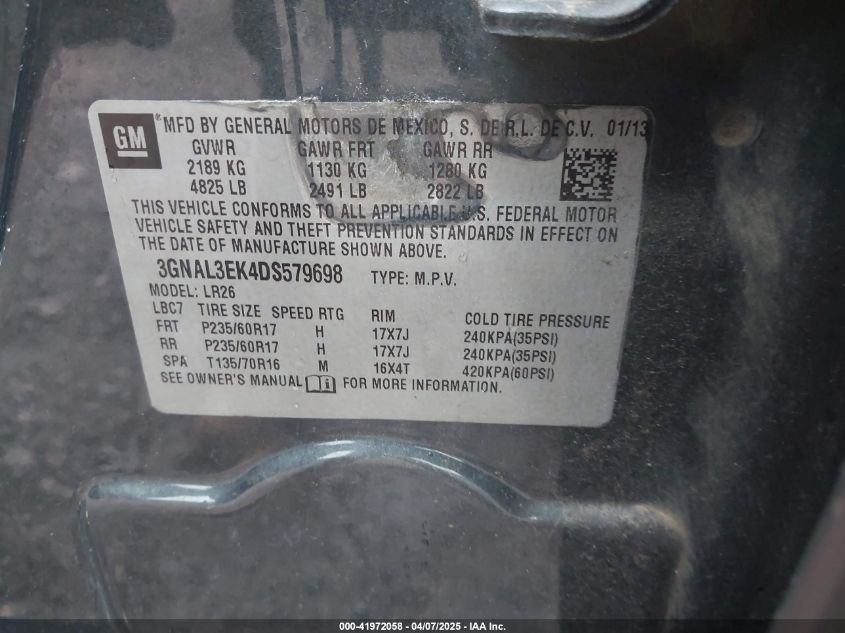 GM
*MFD BY GENERAL MOTORS DE MEXICO, S. DE R.L. DE C.V. 01/13
GVWR GAWR FRT GAWR RR
2189 KG 1130 KG 1280 KG
4825 LB 2491 LB 2822 LB
THIS VEHICLE CONFORMS TO ALL APPLICABLE U.S. FEDERAL MOTOR
VEHICLE SAFETY AND THEFT PREVENTION STANDARDS IN EFFECT ON
THE DATE OF MANUFACTURE SHOWN ABOVE.
3GNAL3EK4DS579698 TYPE: M.P.V.
MODEL: LR26
LBC7 TIRE SIZE SPEED RTG RIM COLD TIRE PRESSURE
FRT P235/60R17 H 17X7J 240KPA(35PSI)
RR P235/60R17 H 17X7J 240KPA(35PSI)
SPA T135/70R16 M 16X4T 420KPA(60PSI)
SEE OWNER'S MANUAL i FOR MORE INFORMATION.
000-41972058 - 04/07/2025 - IAA Inc.